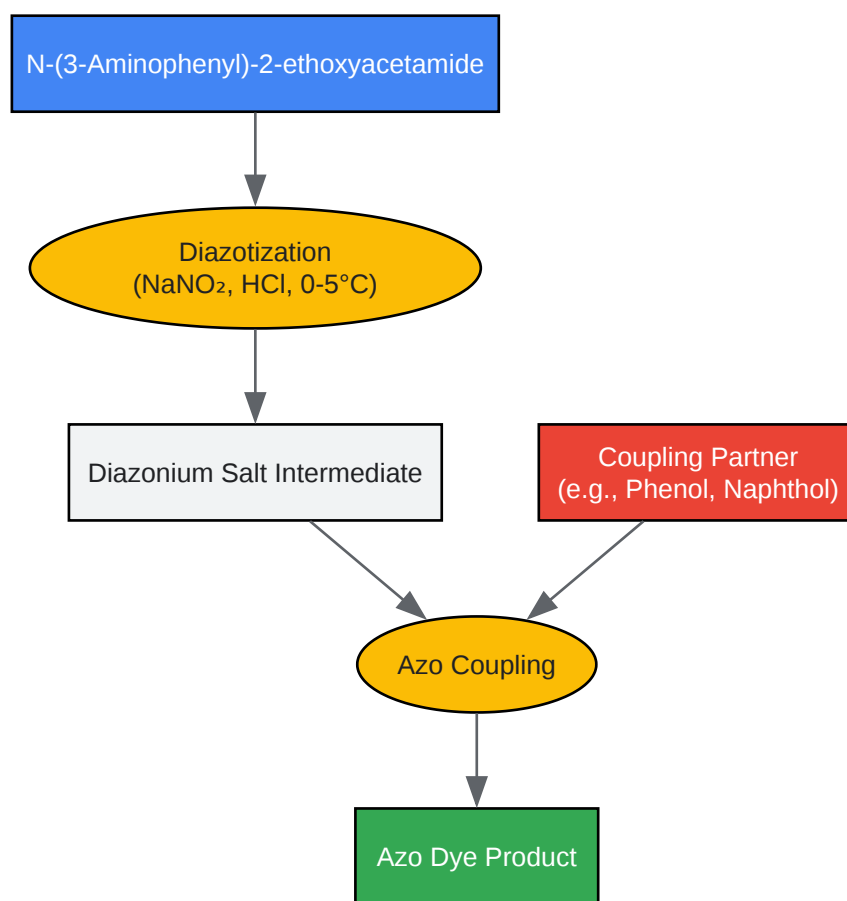 N-(3-Aminophenyl)-2-ethoxyacetamide
Diazotization
(NaNO₂, HCl, 0-5°C)
Diazonium Salt Intermediate
Coupling Partner
(e.g., Phenol, Naphthol)
Azo Coupling
Azo Dye Product